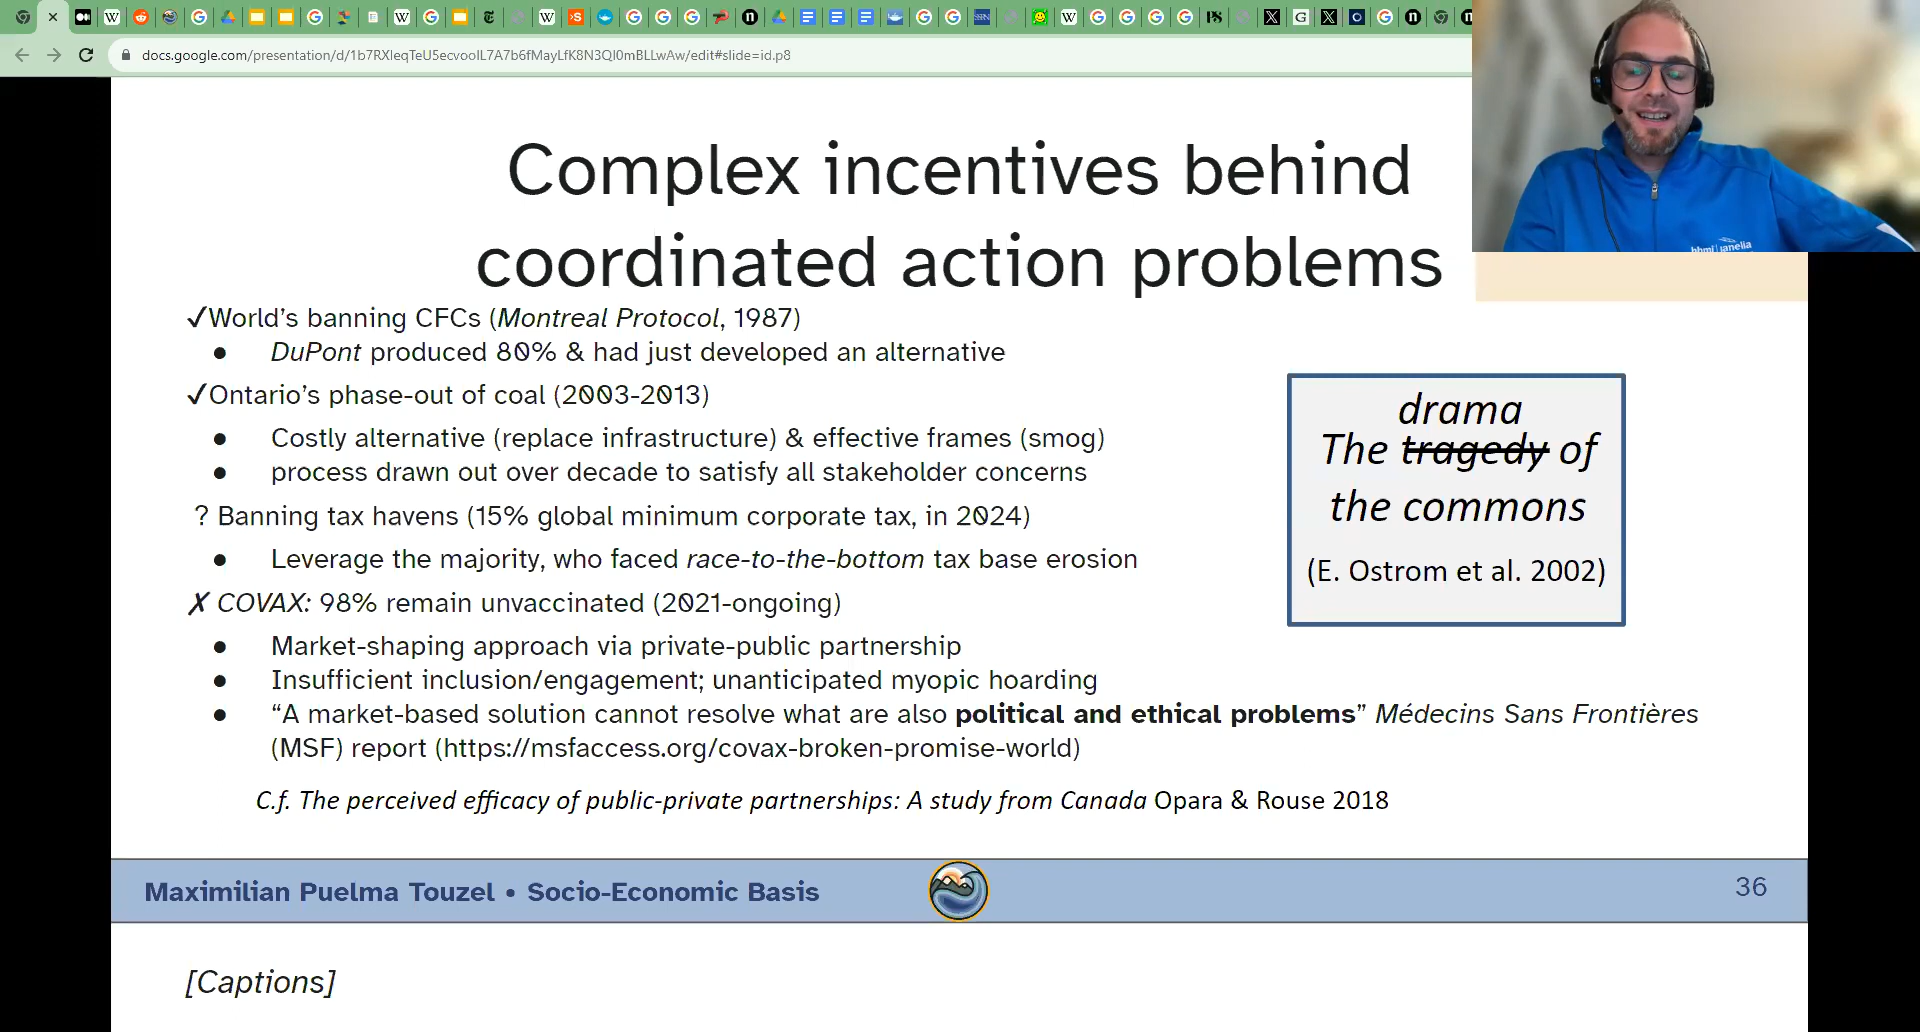 docs.google.com/presentation/d/1b7RXleqTeU5ecvooIL7A7b6fMayLfK8N3QI0mBLLwAw/edit#slide=id.p8
Complex incentives behind
coordinated action problems
✓World's banning CFCs (Montreal Protocol, 1987)
● DuPont produced 80% & had just developed an alternative
✓Ontario's phase-out of coal (2003-2013)
● Costly alternative (replace infrastructure) & effective frames (smog)
● process drawn out over decade to satisfy all stakeholder concerns
? Banning tax havens (15% global minimum corporate tax, in 2024)
● Leverage the majority, who faced race-to-the-bottom tax base erosion
✗ COVAX: 98% remain unvaccinated (2021-ongoing)
● Market-shaping approach via private-public partnership
● Insufficient inclusion/engagement; unanticipated myopic hoarding
● “A market-based solution cannot resolve what are also political and ethical problems” Médecins Sans Frontières
(MSF) report (https://msfaccess.org/covax-broken-promise-world)
C.f. The perceived efficacy of public-private partnerships: A study from Canada Opara & Rouse 2018
drama
The tragedy of
the commons
(E. Ostrom et al. 2002)
Maximilian Puelma Touzel • Socio-Economic Basis
36
[Captions]